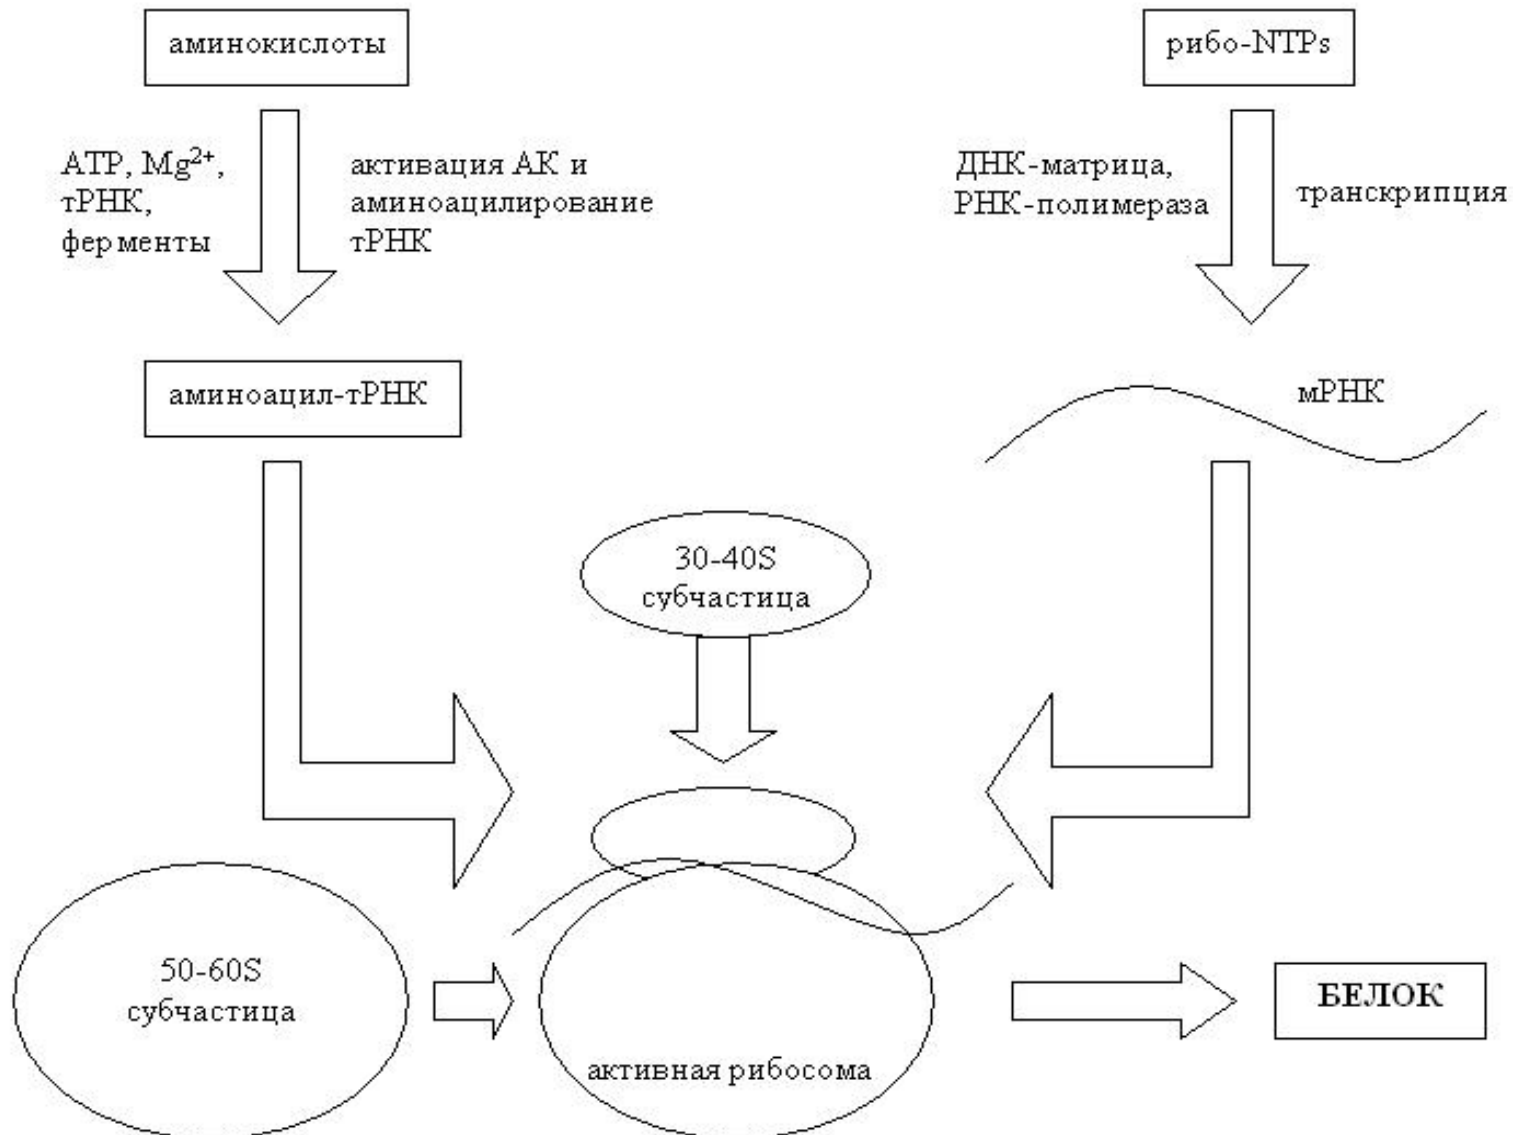 аминокислоты
рибо-NTPs
ATP, Mg²⁺,
тРНК,
ферменты
активация АК и
аминоацилирование
тРНК
ДНК-матрица,
РНК-полимераза
транскрипция
аминоацил-тРНК
мРНК
30-40S
субчастица
50-60S
субчастица
активная рибосома
БЕЛОК